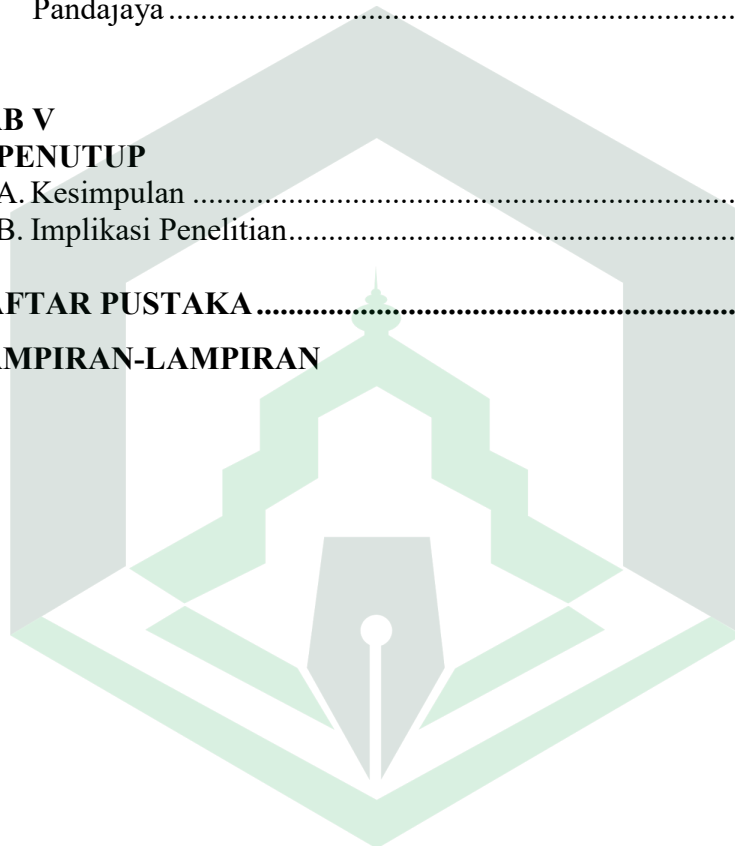 Pandajaya ........................................................................
AB V
PENUTUP
A. Kesimpulan .....................................................................
B. Implikasi Penelitian.............................................................
AFTAR PUSTAKA ..............................................................
AMPIRAN-LAMPIRAN